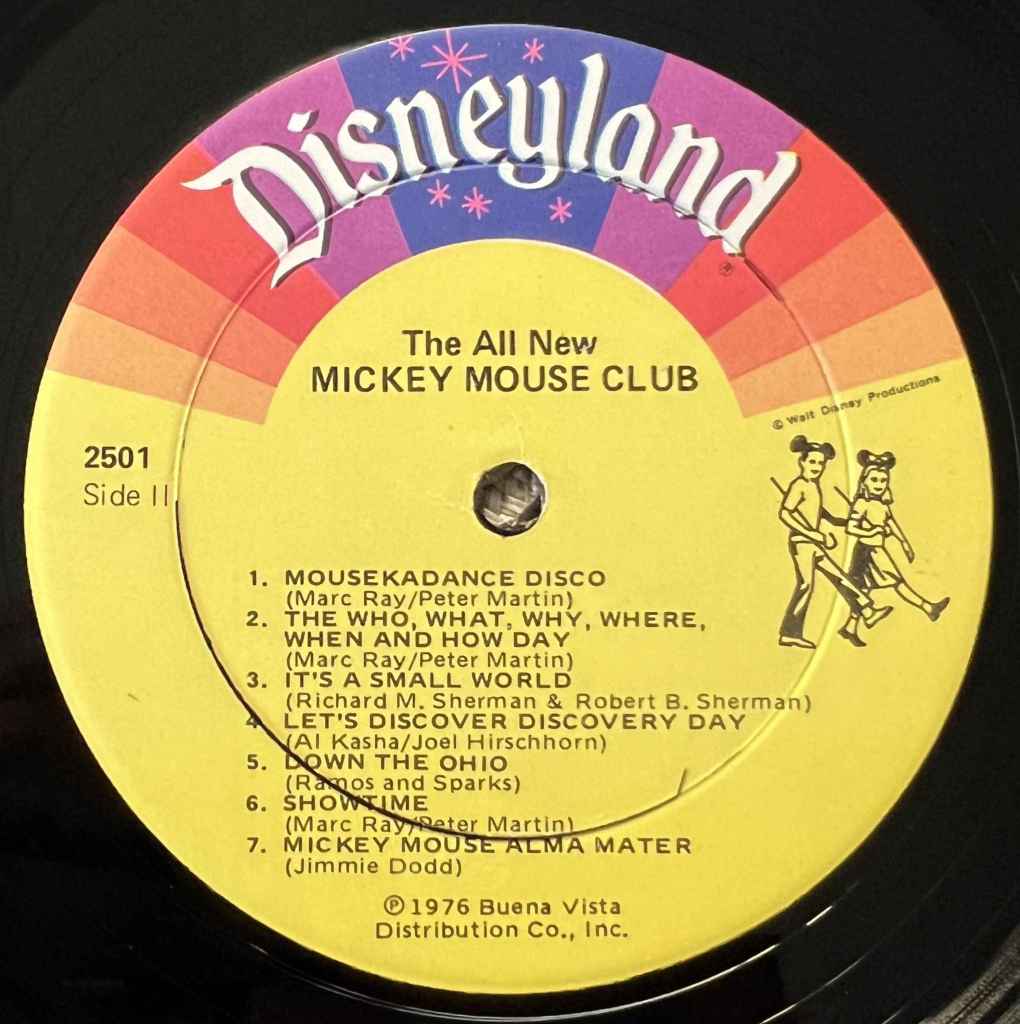 Disneyland
®
The All New
MICKEY MOUSE CLUB
© Walt Disney Productions
2501
Side II
1. MOUSEKADANCE DISCO
(Marc Ray/Peter Martin)
2. THE WHO, WHAT, WHY, WHERE,
WHEN AND HOW DAY
(Marc Ray/Peter Martin)
3. IT'S A SMALL WORLD
(Richard M. Sherman & Robert B. Sherman)
4. LET'S DISCOVER DISCOVERY DAY
(Al Kasha/Joel Hirschhorn)
5. DOWN THE OHIO
(Ramos and Sparks)
6. SHOWTIME
(Marc Ray/Peter Martin)
7. MICKEY MOUSE ALMA MATER
(Jimmie Dodd)
℗ 1976 Buena Vista
Distribution Co., Inc.